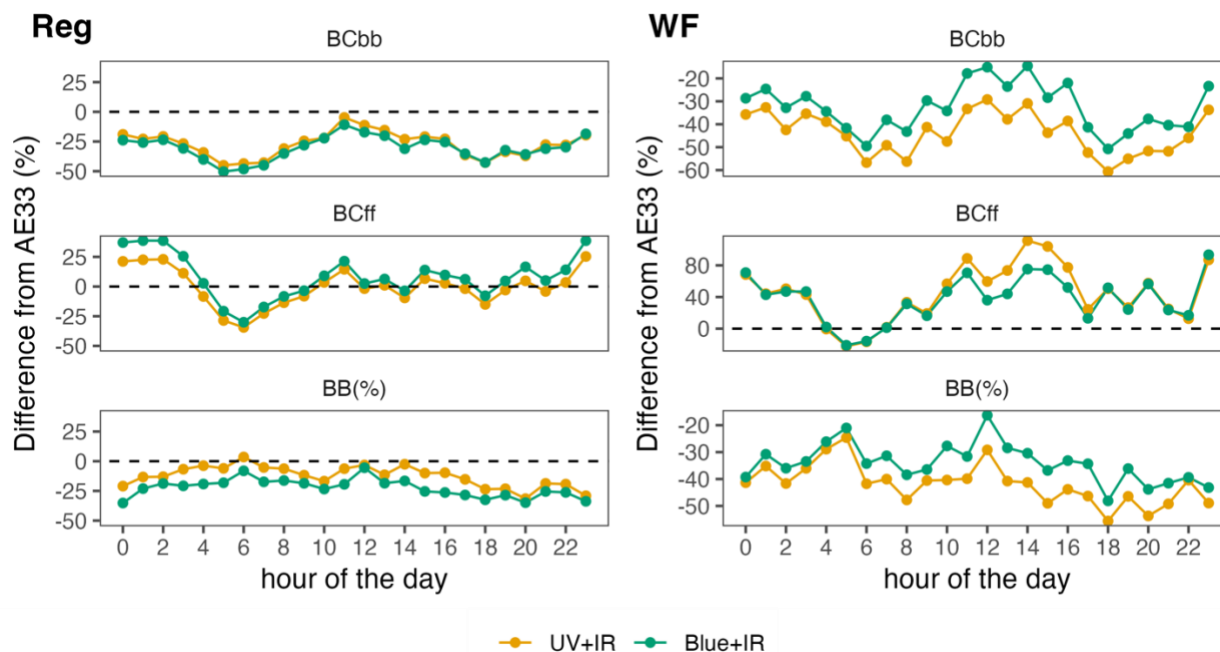 Reg
WF
Difference from AE33 (%)
BCbb
25
0
-25
-50
BCff
25
0
-25
-50
BB(%)
25
0
-25
-50
0 2 4 6 8 10 12 14 16 18 20 22
hour of the day
Difference from AE33 (%)
BCbb
-20
-30
-40
-50
-60
BCff
80
40
0
BB(%)
-20
-30
-40
-50
0 2 4 6 8 10 12 14 16 18 20 22
hour of the day
UV+IR Blue+IR